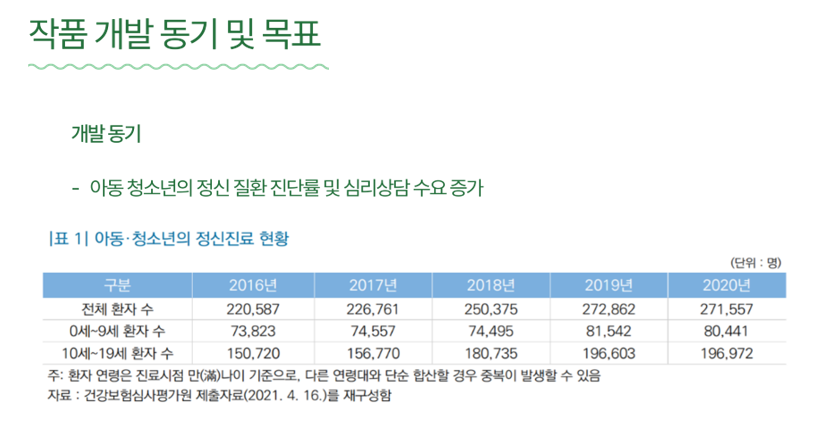 작품 개발 동기 및 목표
개발 동기
- 아동 청소년의 정신 질환 진단률 및 심리상담 수요 증가
|표 1| 아동·청소년의 정신진료 현황
(단위 : 명)
구분 2016년 2017년 2018년 2019년 2020년
전체 환자 수 220,587 226,761 250,375 272,862 271,557
0세~9세 환자 수 73,823 74,557 74,495 81,542 80,441
10세~19세 환자 수 150,720 156,770 180,735 196,603 196,972
주: 환자 연령은 진료시점 만(滿)나이 기준으로, 다른 연령대와 단순 합산할 경우 중복이 발생할 수 있음
자료 : 건강보험심사평가원 제출자료(2021. 4. 16.)를 재구성함